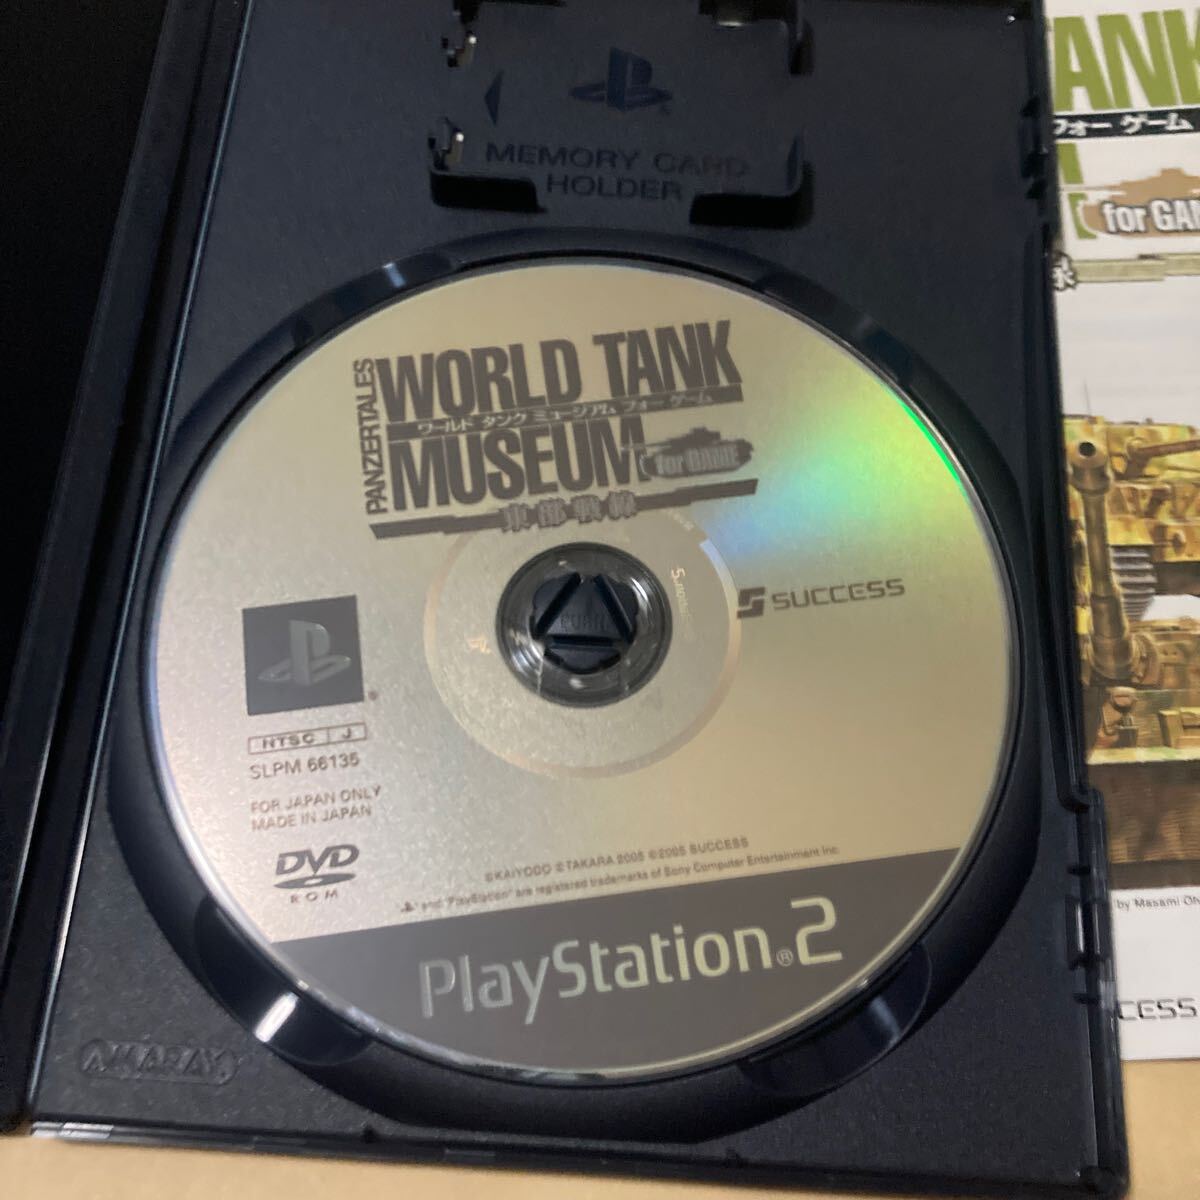 MEMORY CARD
HOLDER
PANZERTALES
WORLD TANK
ワールド タンク ミュージアム フォー ゲーム
MUSEUM
for GAME
東部戦線
SUCCESS
PUSH
NTSC J
SLPM 66135
FOR JAPAN ONLY
MADE IN JAPAN
DVD
ROM
©KAIYODO ©TAKARA 2005 ©2005 SUCCESS
and "PlayStation" are registered trademarks of Sony Computer Entertainment Inc.
PlayStation®2
AMARAY
TANK
フォー ゲーム
for GAM
by Masami
CESS